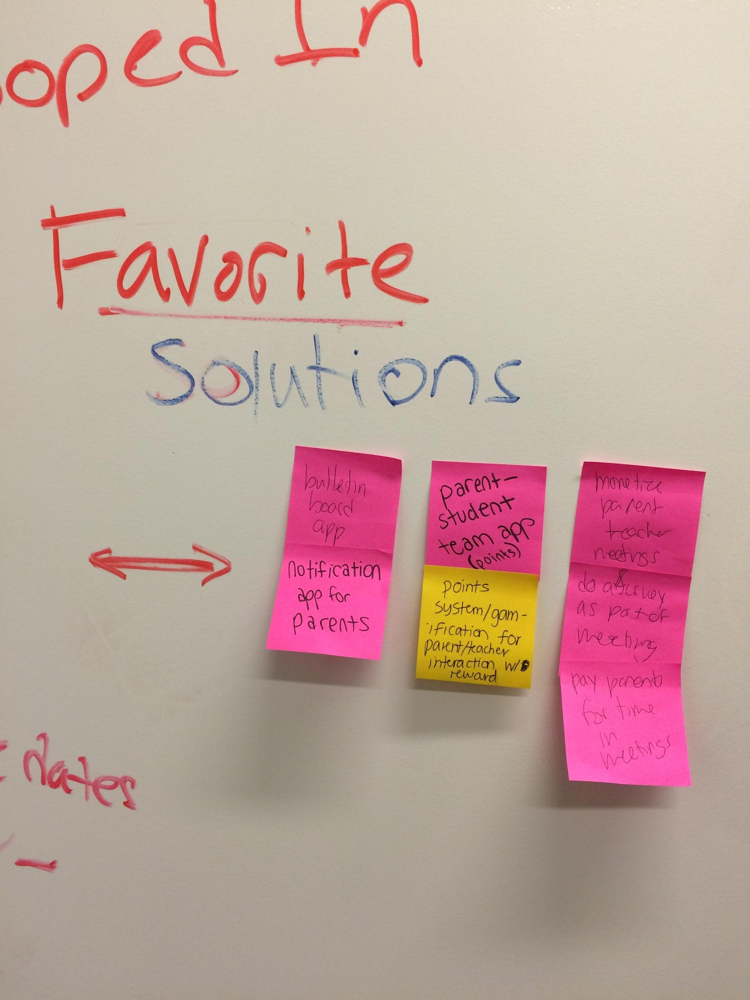 oped In
Favorite
Solutions
bulletin
board
app
notification
app for
parents
parent-
student
team app
(points)
points
system/gam-
ification for
parent/teacher
interaction w/
reward
monetize
parent
teacher
meetings
do a $ survey
as part of
meeting
pay parents
for time
in
meetings
dates
-